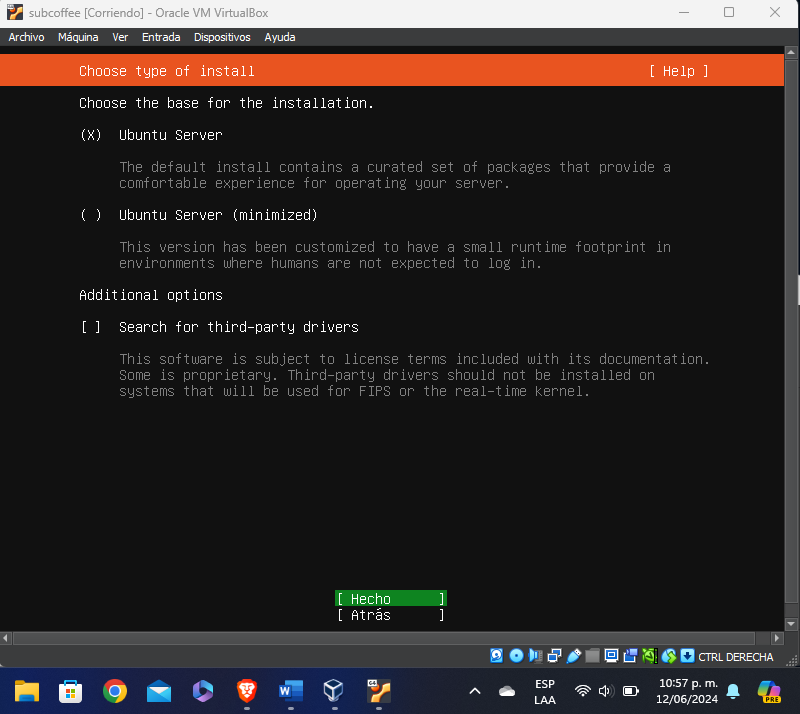 subcoffee [Corriendo] - Oracle VM VirtualBox
Archivo Máquina Ver Entrada Dispositivos Ayuda
Choose type of install [ Help ]
Choose the base for the installation.
(X) Ubuntu Server
The default install contains a curated set of packages that provide a
comfortable experience for operating your server.
( ) Ubuntu Server (minimized)
This version has been customized to have a small runtime footprint in
environments where humans are not expected to log in.
Additional options
[ ] Search for third-party drivers
This software is subject to license terms included with its documentation.
Some is proprietary. Third-party drivers should not be installed on
systems that will be used for FIPS or the real-time kernel.
[ Hecho ]
[ Atrás ]
CTRL DERECHA
ESP
LAA
10:57 p. m.
12/06/2024
PRE